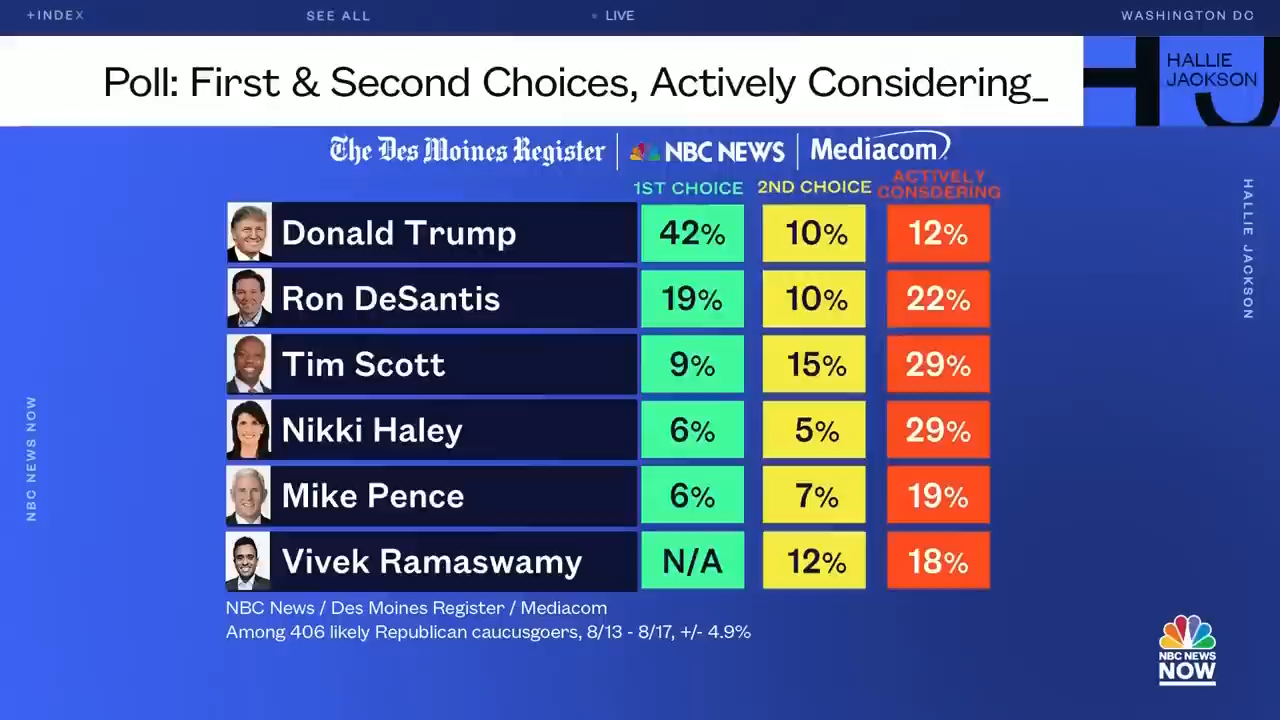 +INDEX
SEE ALL
LIVE
WASHINGTON DC
Poll: First & Second Choices, Actively Considering_
HJ
HALLIE
JACKSON
The Des Moines Register | NBC NEWS | Mediacom
1ST CHOICE 2ND CHOICE ACTIVELY
CONSDERING
Donald Trump 42% 10% 12%
Ron DeSantis 19% 10% 22%
Tim Scott 9% 15% 29%
Nikki Haley 6% 5% 29%
Mike Pence 6% 7% 19%
Vivek Ramaswamy N/A 12% 18%
NBC News / Des Moines Register / Mediacom
Among 406 likely Republican caucusgoers, 8/13 - 8/17, +/- 4.9%
NBC NEWS NOW
HALLIE JACKSON
NBC NEWS
NOW